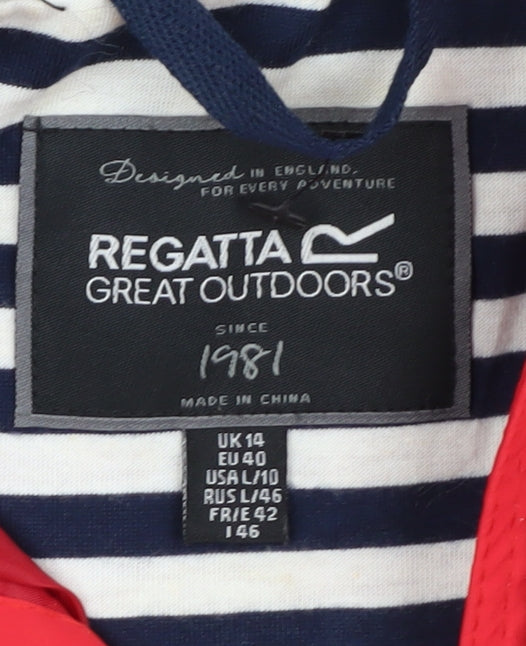 Designed IN ENGLAND,
FOR EVERY ADVENTURE
REGATTA R
GREAT OUTDOORS®
SINCE
1981
MADE IN CHINA
UK 14
EU 40
USA L/10
RUS L/46
FR/E 42
I 46